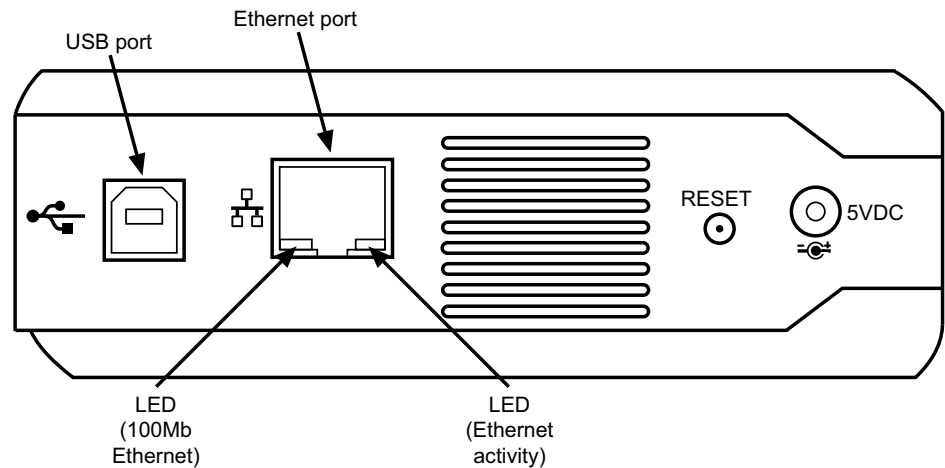 Ethernet port
USB port
RESET
5VDC
LED
(100Mb
Ethernet)
LED
(Ethernet
activity)